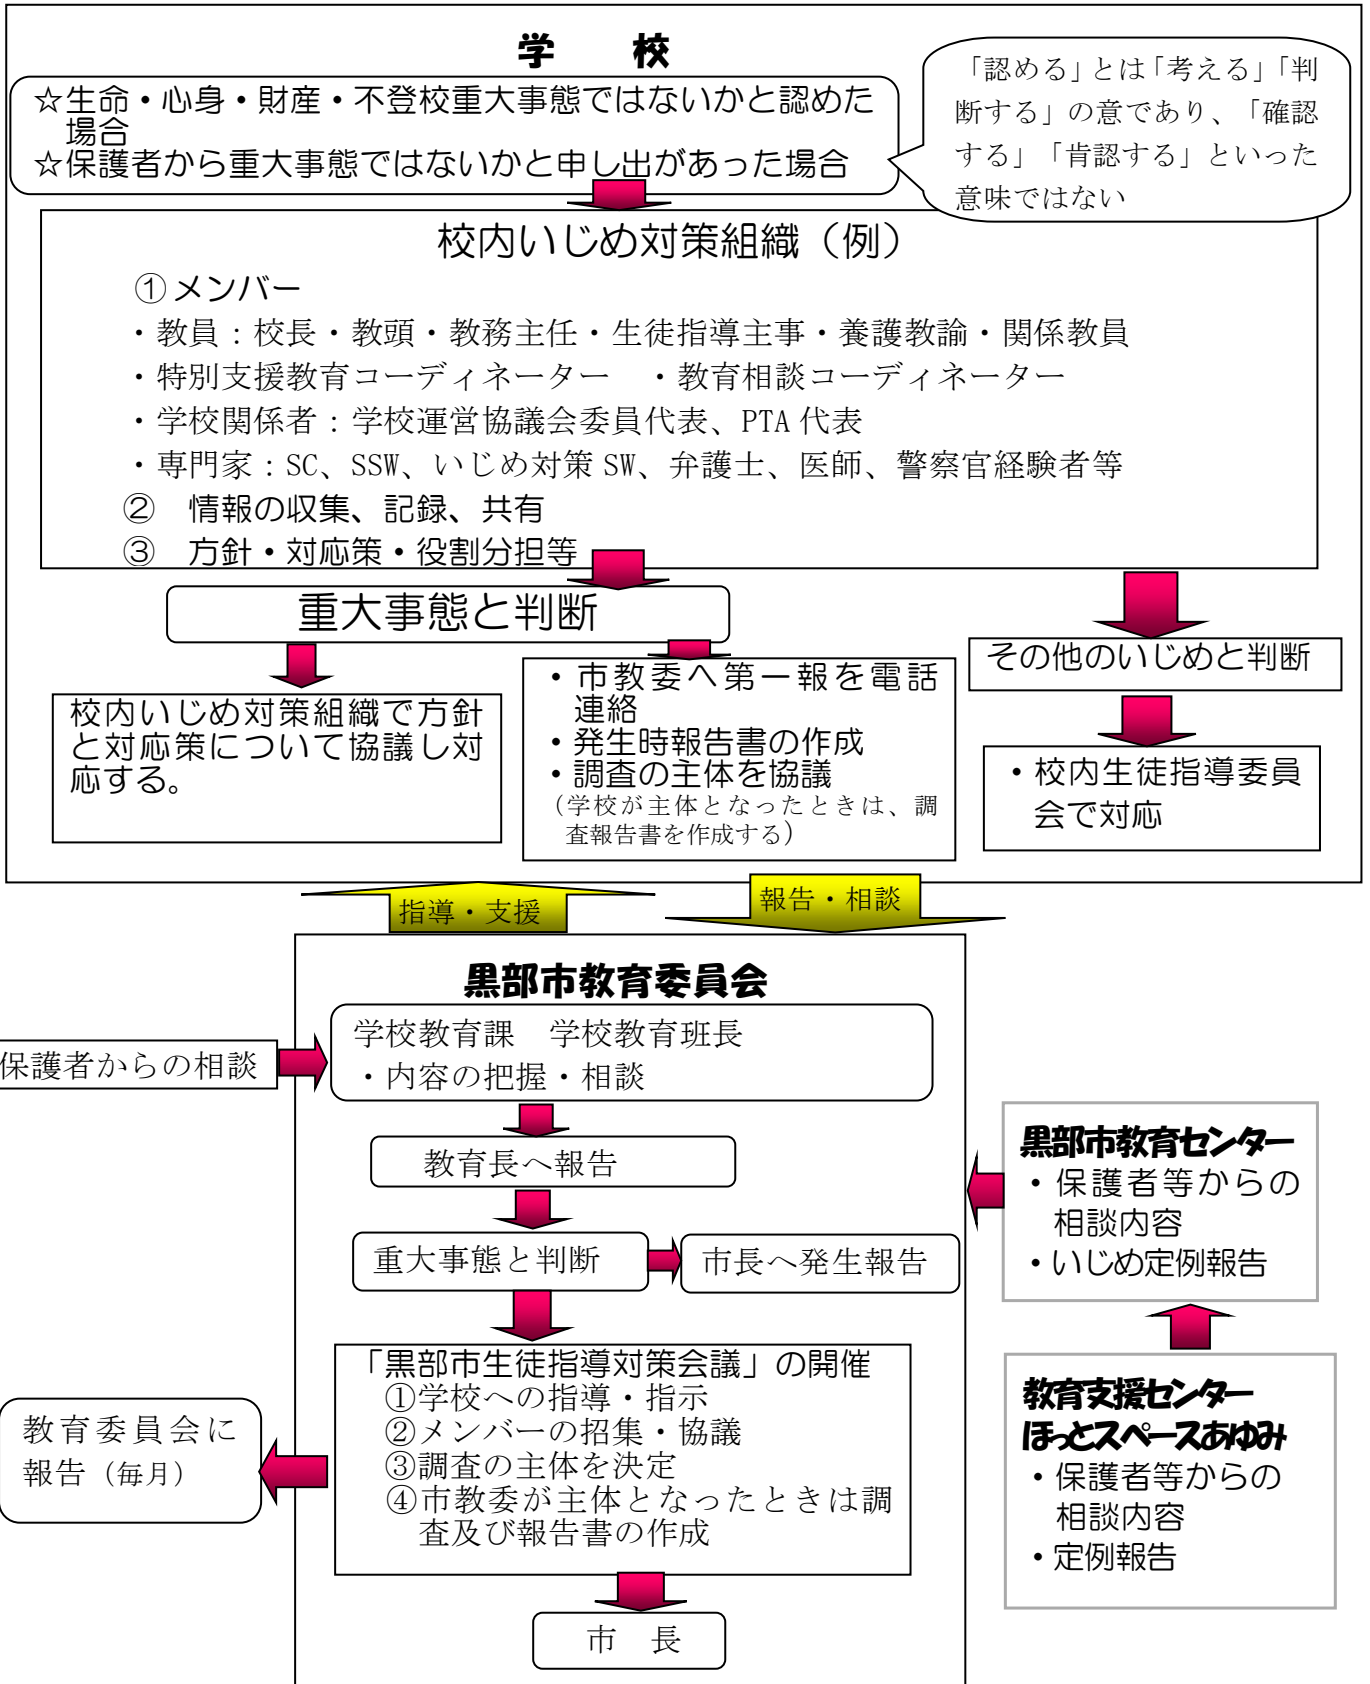 学　校
☆生命・心身・財産・不登校重大事態ではないかと認めた
場合
☆保護者から重大事態ではないかと申し出があった場合
「認める」とは「考える」「判
断する」の意であり、「確認
する」「肯認する」といった
意味ではない
校内いじめ対策組織（例）
①メンバー
・教員：校長・教頭・教務主任・生徒指導主事・養護教諭・関係教員
・特別支援教育コーディネーター　・教育相談コーディネーター
・学校関係者：学校運営協議会委員代表、PTA代表
・専門家：SC、SSW、いじめ対策SW、弁護士、医師、警察官経験者等
②　情報の収集、記録、共有
③　方針・対応策・役割分担等
重大事態と判断
校内いじめ対策組織で方針
と対応策について協議し対
応する。
・市教委へ第一報を電話
連絡
・発生時報告書の作成
・調査の主体を協議
（学校が主体となったときは、調
査報告書を作成する）
その他のいじめと判断
・校内生徒指導委員
会で対応
指導・支援
報告・相談
黒部市教育委員会
学校教育課　学校教育班長
・内容の把握・相談
保護者からの相談
教育長へ報告
重大事態と判断
市長へ発生報告
「黒部市生徒指導対策会議」の開催
①学校への指導・指示
②メンバーの招集・協議
③調査の主体を決定
④市教委が主体となったときは調
査及び報告書の作成
教育委員会に
報告（毎月）
市　長
黒部市教育センター
・保護者等からの
相談内容
・いじめ定例報告
教育支援センター
ほっとスペースあゆみ
・保護者等からの
相談内容
・定例報告